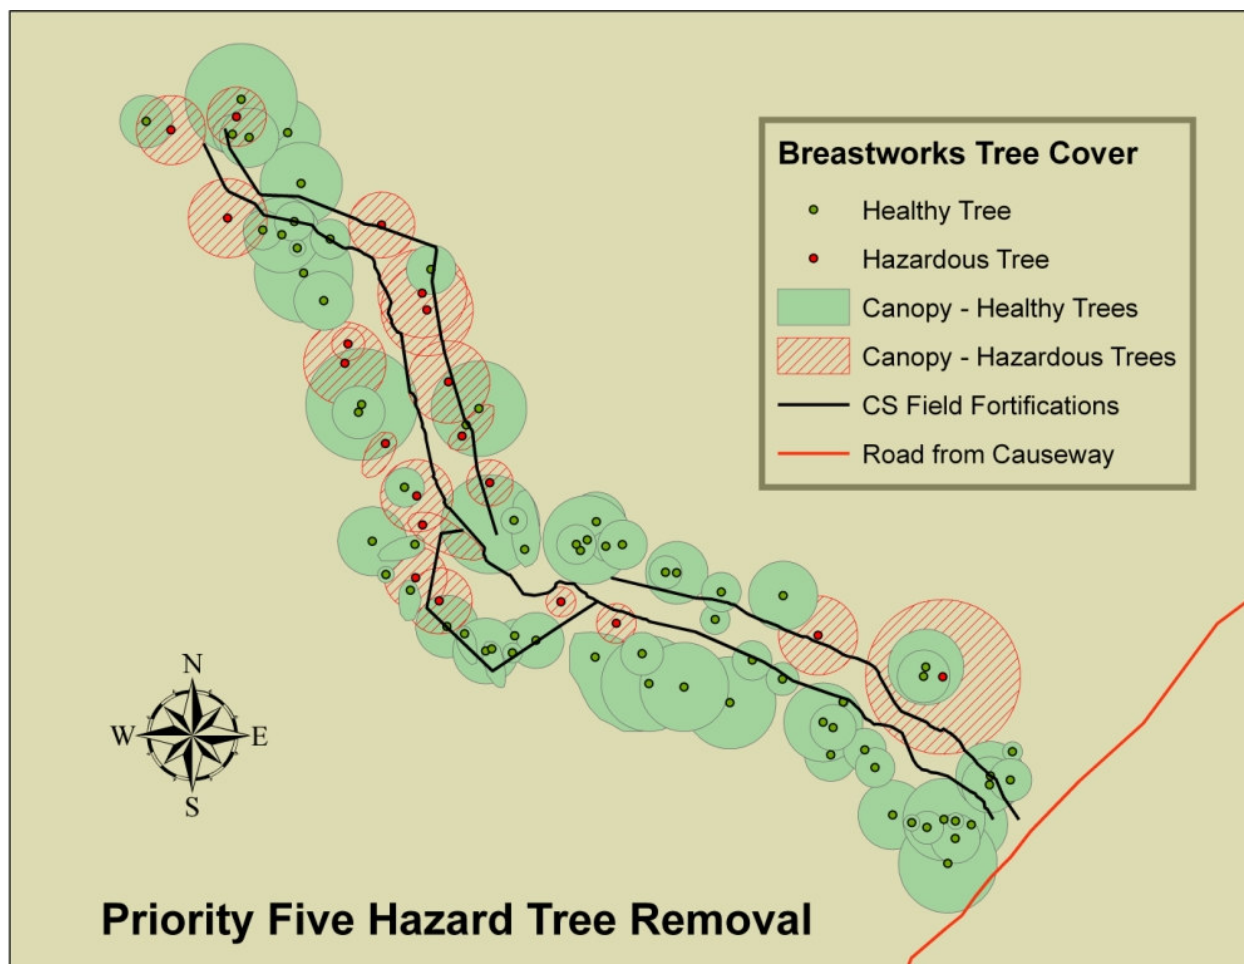 Breastworks Tree Cover
Healthy Tree
Hazardous Tree
Canopy - Healthy Trees
Canopy - Hazardous Trees
CS Field Fortifications
Road from Causeway
N
W E
S
Priority Five Hazard Tree Removal